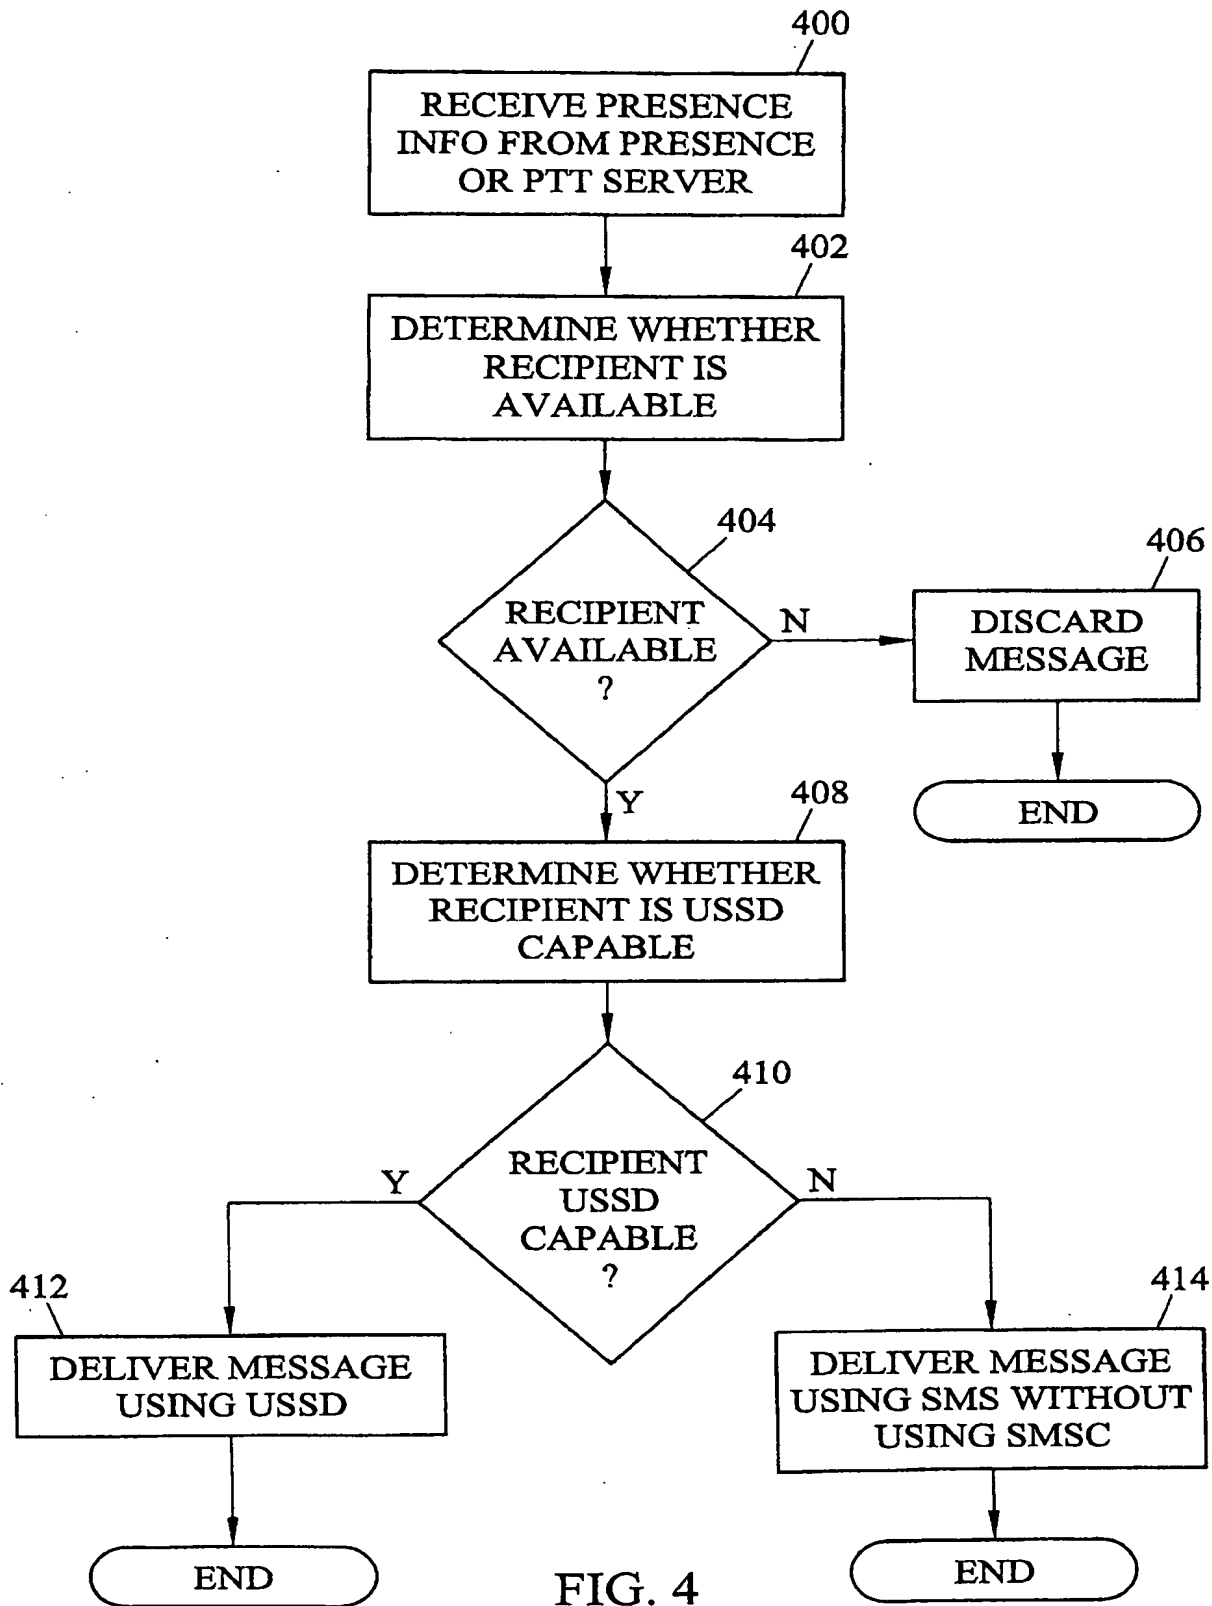 400
RECEIVE PRESENCE
INFO FROM PRESENCE
OR PTT SERVER
402
DETERMINE WHETHER
RECIPIENT IS
AVAILABLE
404
RECIPIENT
AVAILABLE
?
N
406
DISCARD
MESSAGE
END
Y
408
DETERMINE WHETHER
RECIPIENT IS USSD
CAPABLE
410
RECIPIENT
USSD
CAPABLE
?
Y
N
412
DELIVER MESSAGE
USING USSD
END
414
DELIVER MESSAGE
USING SMS WITHOUT
USING SMSC
END
FIG. 4